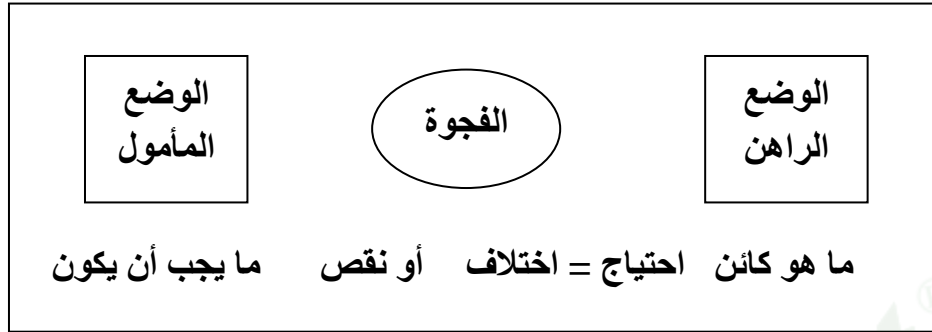 الوضع
الراهن
الفجوة
الوضع
المأمول
ما هو كائن احتياج = اختلاف أو نقص ما يجب أن يكون